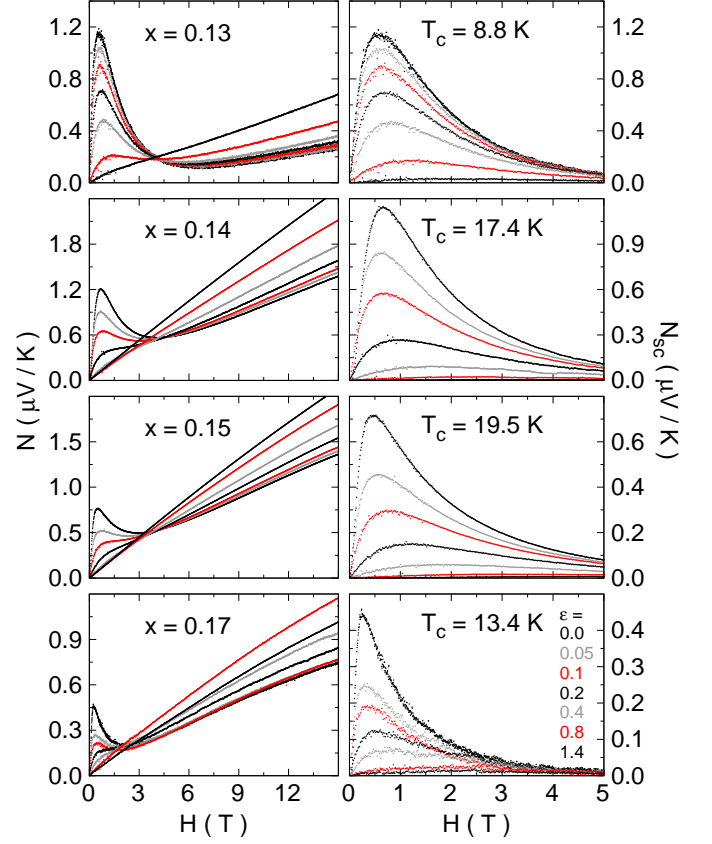 x = 0.13
T_c = 8.8 K
1.2
0.8
0.4
0.0
1.2
0.8
0.4
0.0
x = 0.14
T_c = 17.4 K
1.8
1.2
0.6
0.0
0.9
0.6
0.3
0.0
x = 0.15
T_c = 19.5 K
1.5
1.0
0.5
0.0
0.6
0.4
0.2
0.0
x = 0.17
T_c = 13.4 K
0.9
0.6
0.3
0.0
0.4
0.3
0.2
0.1
0.0
ε =
0.0
0.05
0.1
0.2
0.4
0.8
1.4
0 3 6 9 12
0 1 2 3 4 5
H ( T )
H ( T )
N ( μV / K )
N_sc ( μV / K )